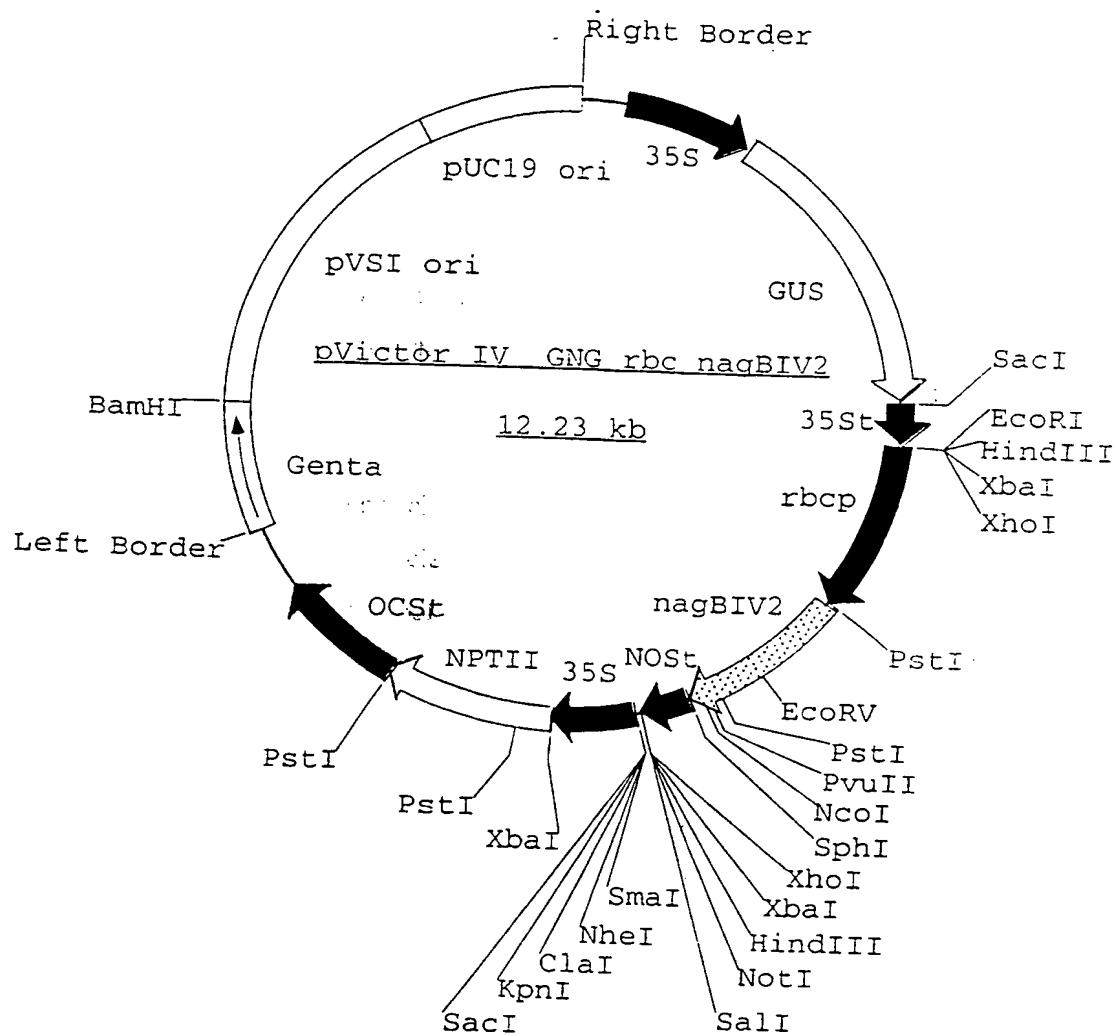 Right Border
35S
pUC19 ori
pVSI ori
GUS
pVictor IV GNG rbc nagBIV2
SacI
BamHI
12.23 kb
35St
EcoRI
HindIII
Genta
XbaI
rbcp
XhoI
Left Border
nagBIV2
OCSt
NPTII
35S
NOSt
PstI
EcoRV
PstI
PstI
PvuII
PstI
NcoI
XbaI
SphI
XhoI
SmaI
XbaI
NheI
HindIII
ClaI
NotI
KpnI
SacI
SalI